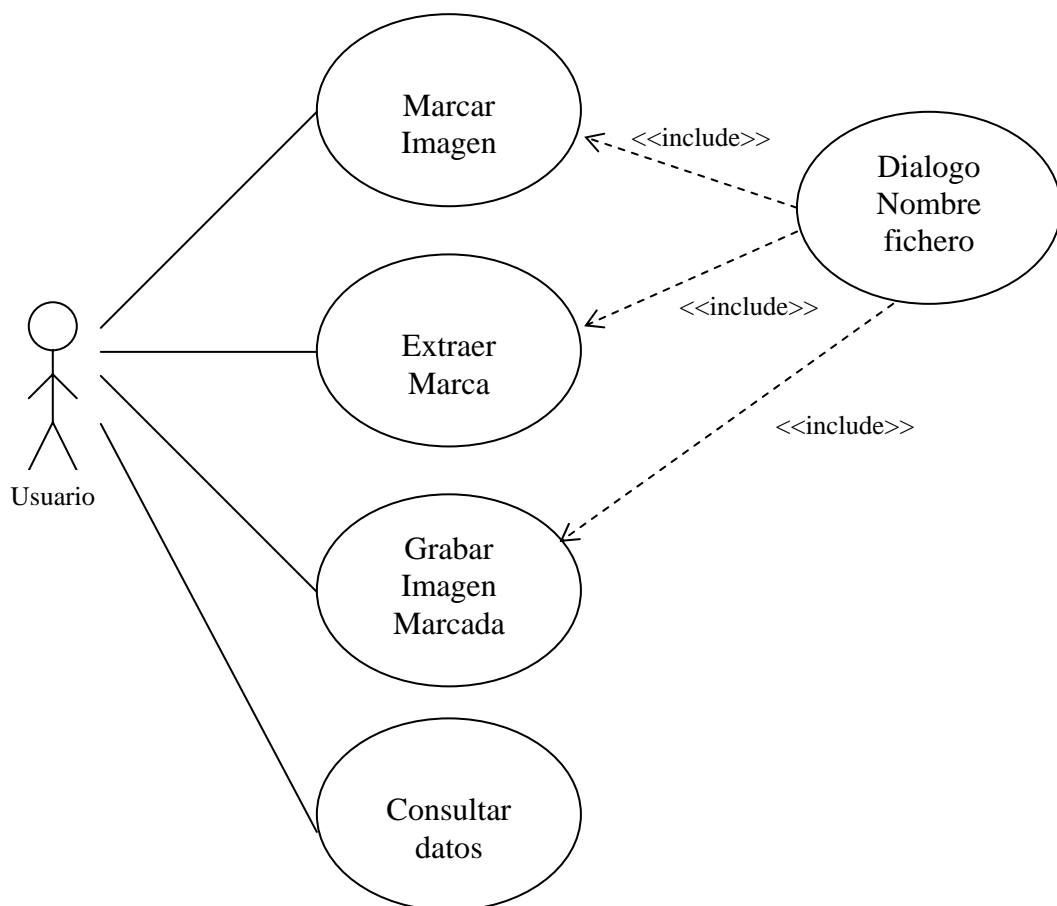 Marcar
Imagen
<<include>>
Dialogo
Nombre
fichero
<<include>>
Extraer
Marca
<<include>>
Usuario
Grabar
Imagen
Marcada
Consultar
datos